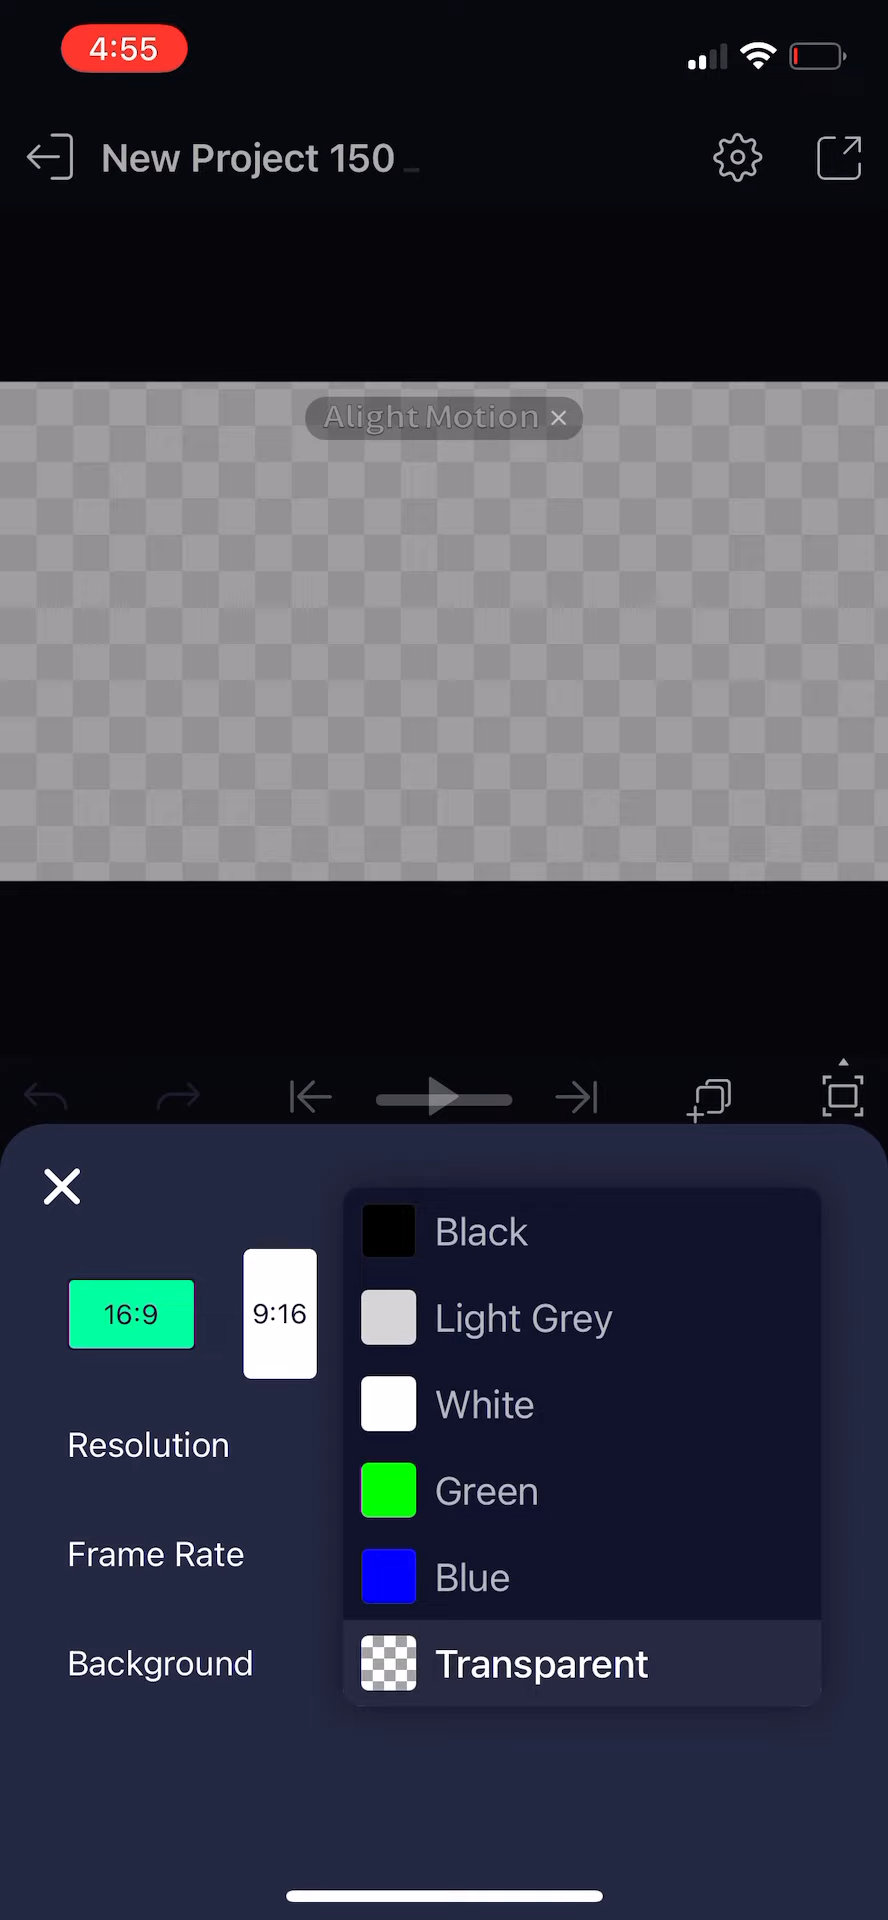 4:55
New Project 150
Alight Motion ×
16:9
9:16
Resolution
Frame Rate
Background
Black
Light Grey
White
Green
Blue
Transparent